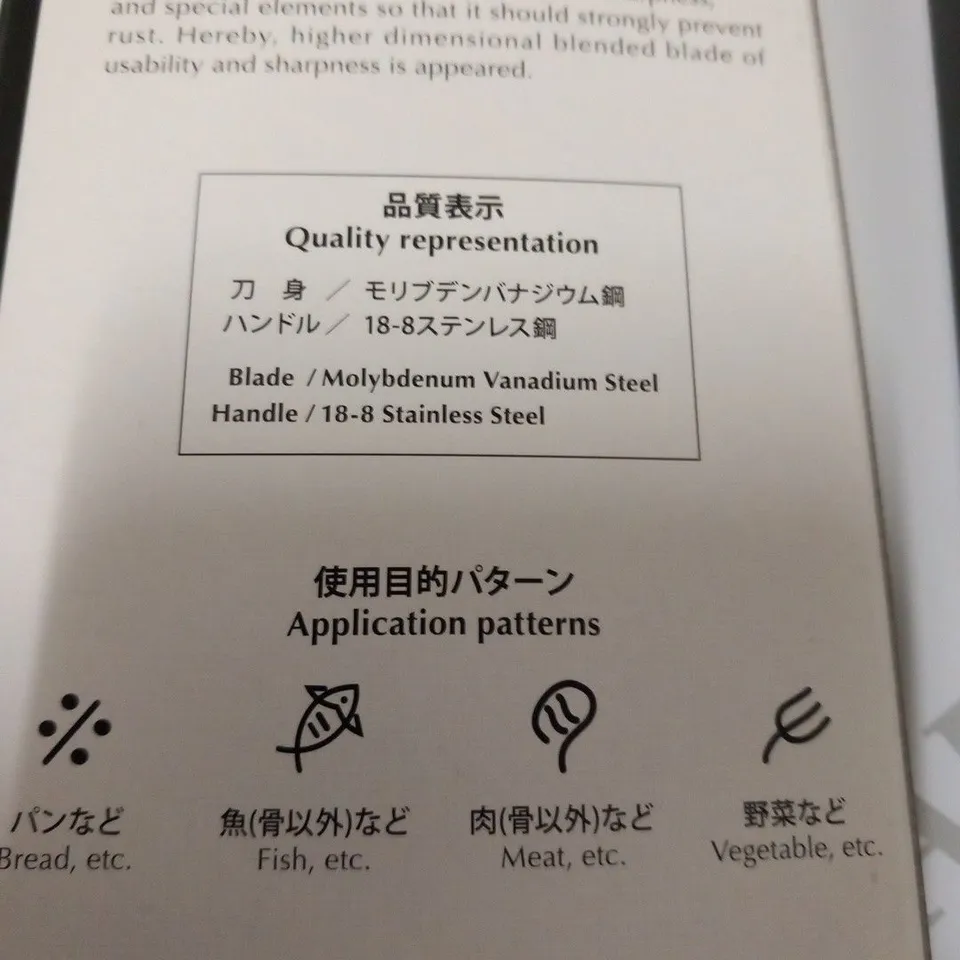 and special elements so that it should strongly prevent
rust. Hereby, higher dimensional blended blade of
usability and sharpness is appeared.
品質表示
Quality representation
刀 身 ／ モリブデンバナジウム鋼
ハンドル ／ 18-8ステンレス鋼
Blade / Molybdenum Vanadium Steel
Handle / 18-8 Stainless Steel
使用目的パターン
Application patterns
パンなど
Bread, etc.
魚(骨以外)など
Fish, etc.
肉(骨以外)など
Meat, etc.
野菜など
Vegetable, etc.